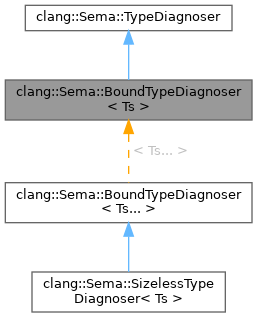 clang::Sema::TypeDiagnoser
clang::Sema::BoundTypeDiagnoser
< Ts >
< Ts... >
clang::Sema::BoundTypeDiagnoser
< Ts... >
clang::Sema::SizelessType
Diagnoser< Ts >